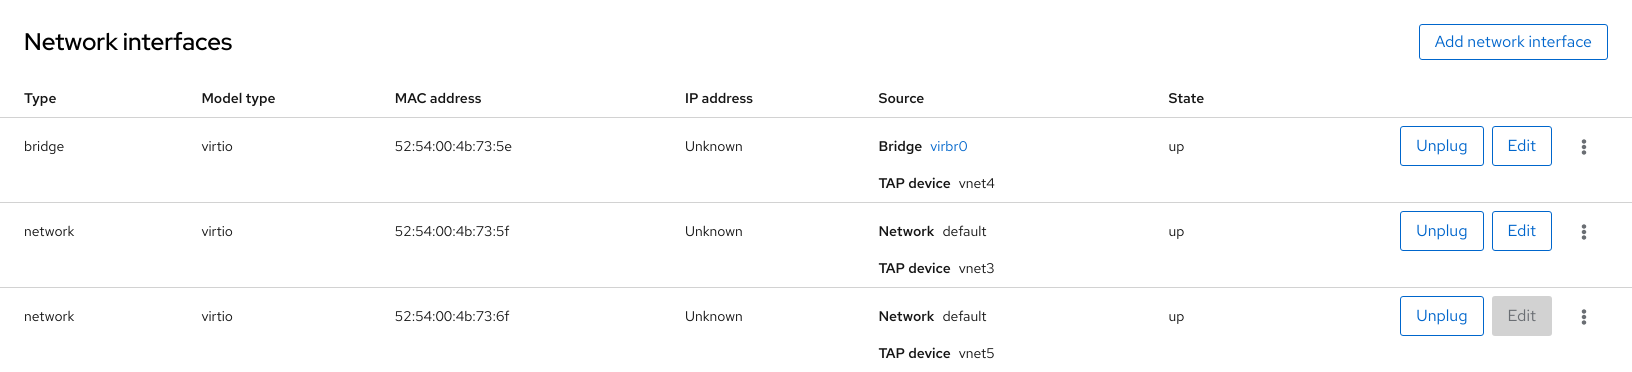 Network interfaces Add network interface
Type Model type MAC address IP address Source State
bridge virtio 52:54:00:4b:73:5e Unknown Bridge virbr0 up Unplug Edit
TAP device vnet4
network virtio 52:54:00:4b:73:5f Unknown Network default up Unplug Edit
TAP device vnet3
network virtio 52:54:00:4b:73:6f Unknown Network default up Unplug Edit
TAP device vnet5